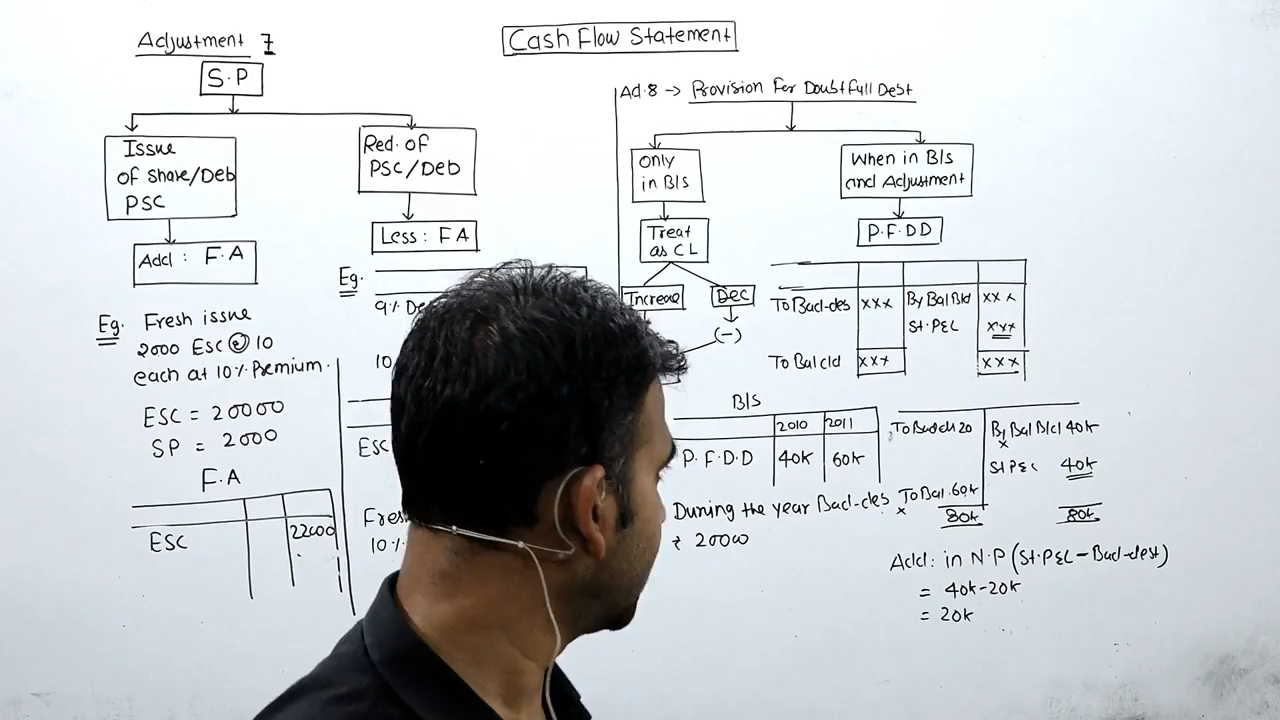 Cash Flow Statement
Adjustment 7
S.P
Issue
of Share/Deb
PSC
Add : F.A
Red. of
PSC/Deb
Less : F A
Eg.
9% De
10
ESC
Fres
10%
Eg. Fresh issue
2000 ESC @ 10
each at 10% Premium.
ESC = 20000
SP = 2000
F.A
ESC 22000
Ad.8 → Provision For Doubtfull Debt
Only
in B/s
Treat
as CL
Increase Dec
(-)
When in B/s
and Adjustment
P.F.DD
To Bad-des xxx By Bal B/d xxx
St.P&L xxx
To Bal c/d xxx xxx
B/s
2010 2011
P.F.D.D 40k 60k
During the year Bad-des
₹ 20000
To Bad-ch 20 By Bal B/d 40k
x
St P&L 40k
To Bal. 60k
x
80k 80k
Add: in N.P (St.P&L - Bad-dest)
= 40k-20k
= 20k